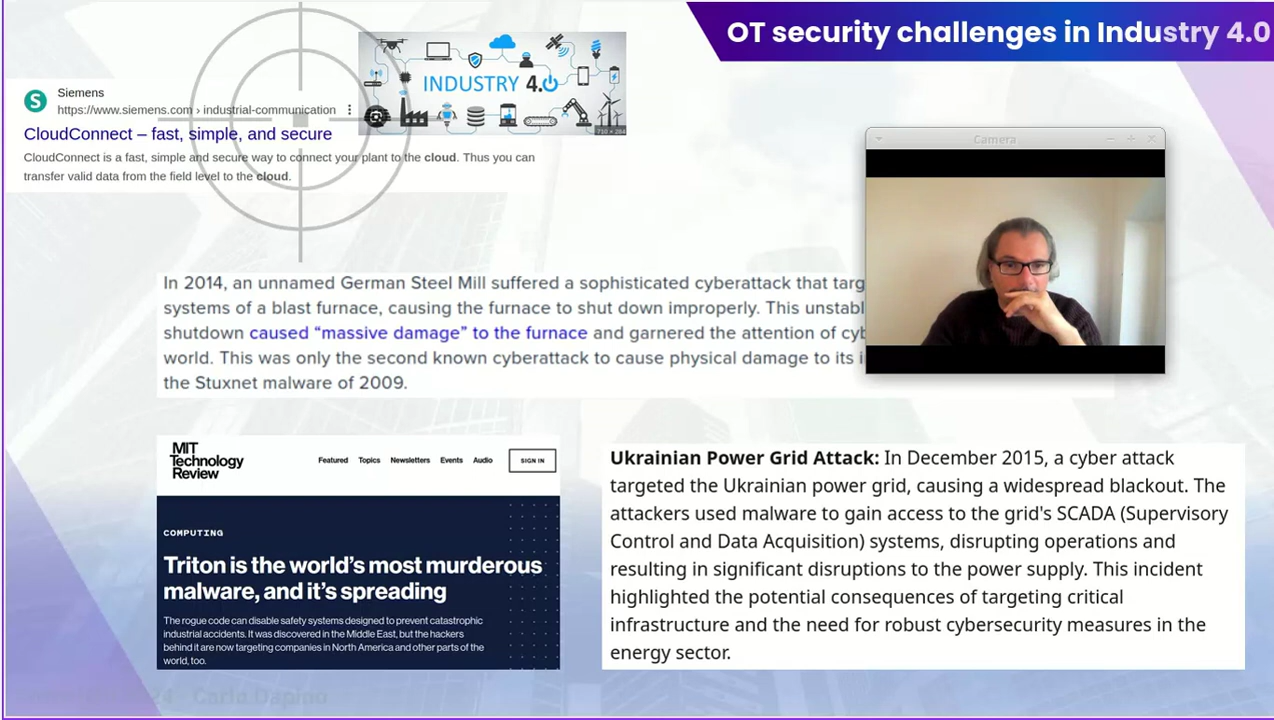 OT security challenges in Industry 4.0
INDUSTRY 4.0
710 × 284
S
Siemens
https://www.siemens.com › industrial-communication
CloudConnect – fast, simple, and secure
CloudConnect is a fast, simple and secure way to connect your plant to the cloud. Thus you can
transfer valid data from the field level to the cloud.
Camera
In 2014, an unnamed German Steel Mill suffered a sophisticated cyberattack that targ
systems of a blast furnace, causing the furnace to shut down improperly. This unstabl
shutdown caused “massive damage” to the furnace and garnered the attention of cyb
world. This was only the second known cyberattack to cause physical damage to its i
the Stuxnet malware of 2009.
MIT
Technology
Review
Featured Topics Newsletters Events Audio SIGN IN
COMPUTING
Triton is the world’s most murderous
malware, and it’s spreading
The rogue code can disable safety systems designed to prevent catastrophic
industrial accidents. It was discovered in the Middle East, but the hackers
behind it are now targeting companies in North America and other parts of the
world, too.
Ukrainian Power Grid Attack: In December 2015, a cyber attack
targeted the Ukrainian power grid, causing a widespread blackout. The
attackers used malware to gain access to the grid's SCADA (Supervisory
Control and Data Acquisition) systems, disrupting operations and
resulting in significant disruptions to the power supply. This incident
highlighted the potential consequences of targeting critical
infrastructure and the need for robust cybersecurity measures in the
energy sector.
24 - Carlo Dapino